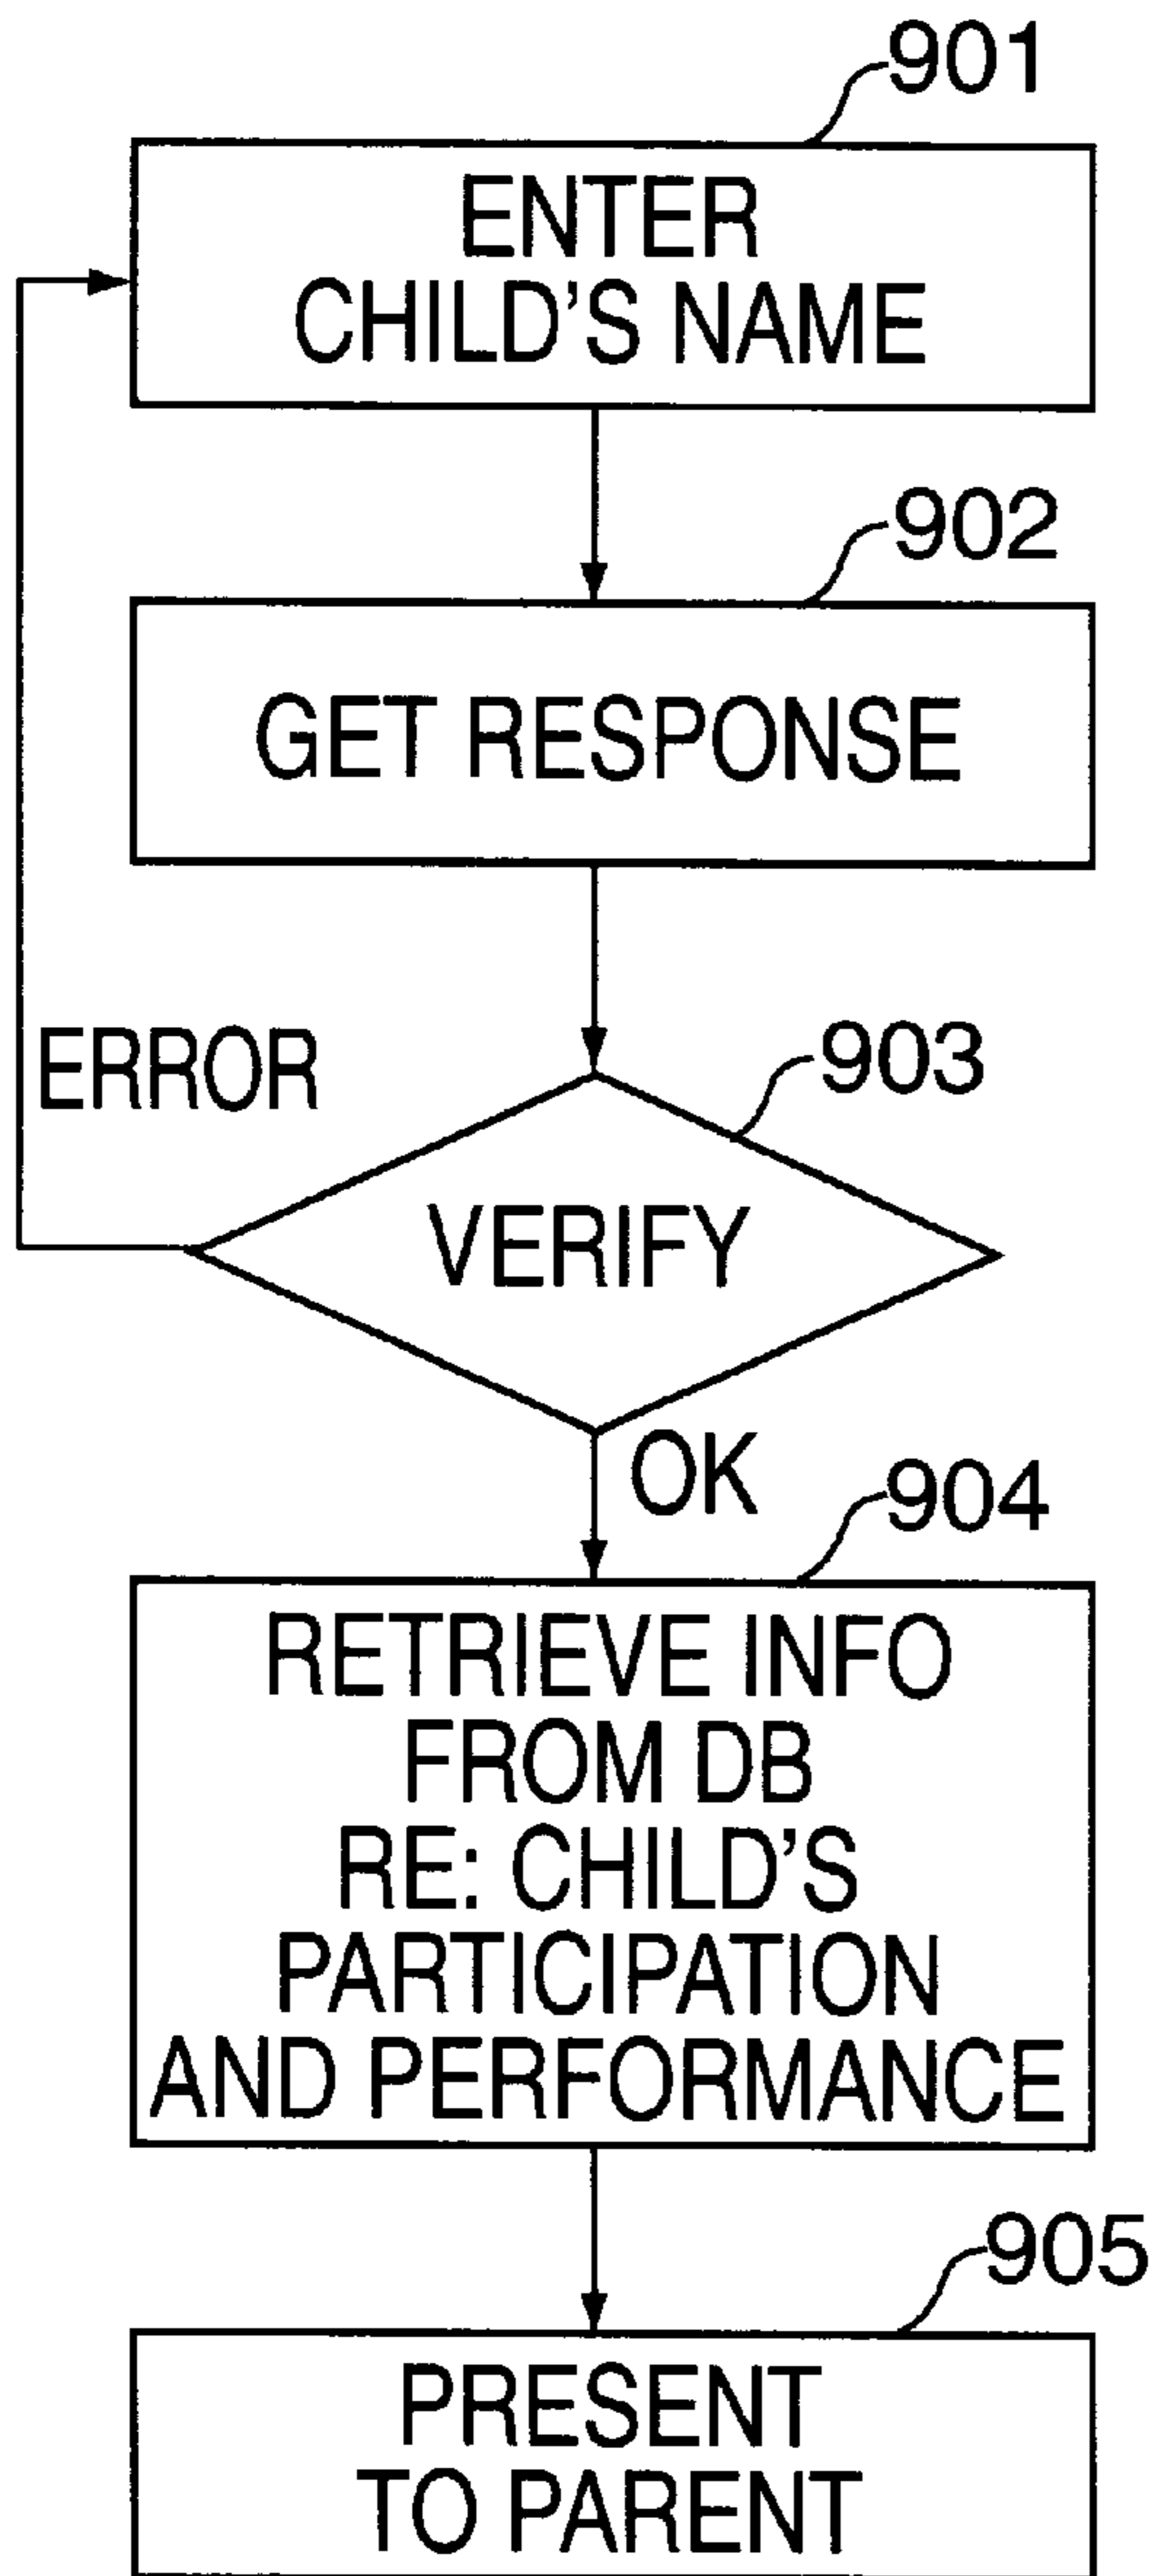 901
ENTER
CHILD'S NAME
902
GET RESPONSE
ERROR
903
VERIFY
OK
904
RETRIEVE INFO
FROM DB
RE: CHILD'S
PARTICIPATION
AND PERFORMANCE
905
PRESENT
TO PARENT